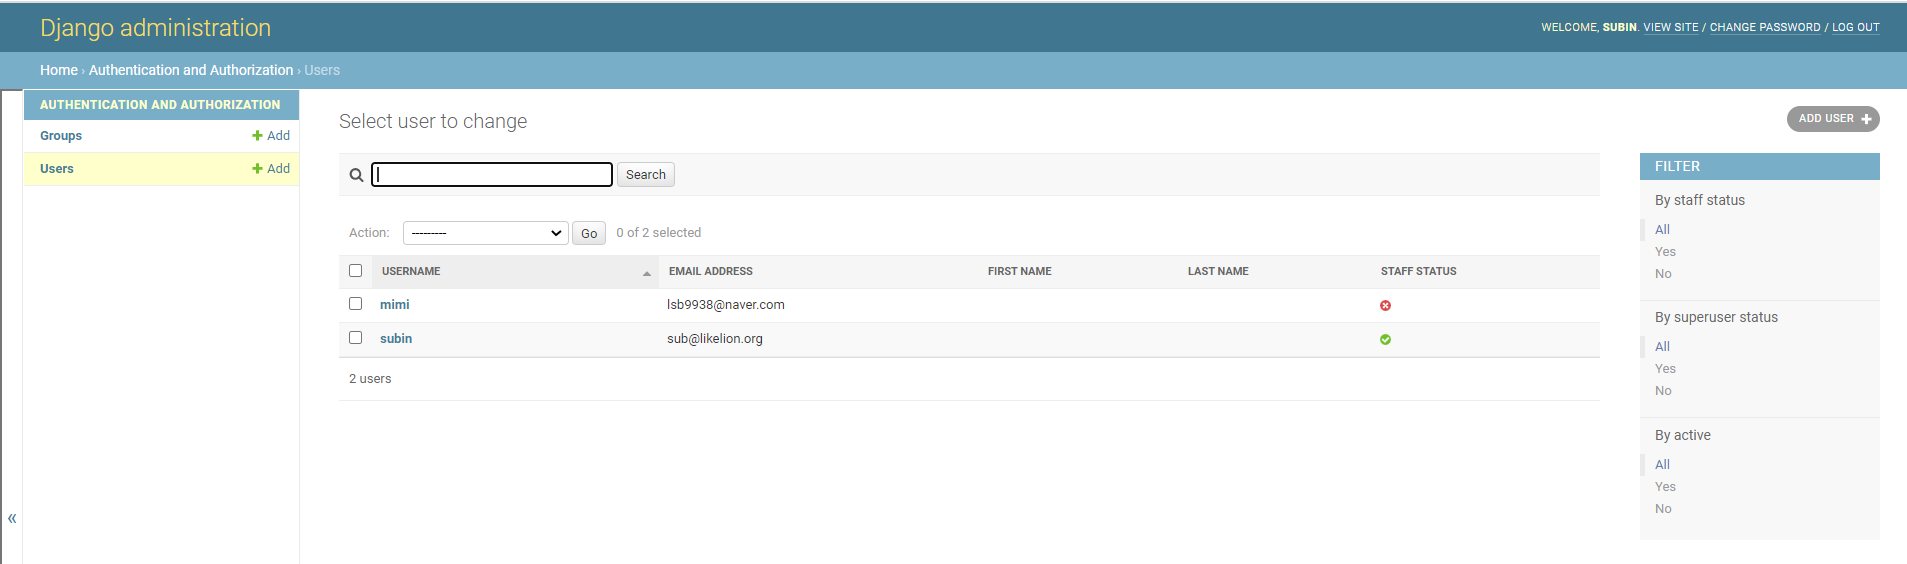 Django administration
WELCOME, SUBIN. VIEW SITE / CHANGE PASSWORD / LOG OUT
Home › Authentication and Authorization › Users
AUTHENTICATION AND AUTHORIZATION
Groups + Add
Users + Add
«
Select user to change
ADD USER +
Search
Action: --------- Go 0 of 2 selected
USERNAME EMAIL ADDRESS FIRST NAME LAST NAME STAFF STATUS
mimi lsb9938@naver.com
subin sub@likelion.org
2 users
FILTER
By staff status
All
Yes
No
By superuser status
All
Yes
No
By active
All
Yes
No